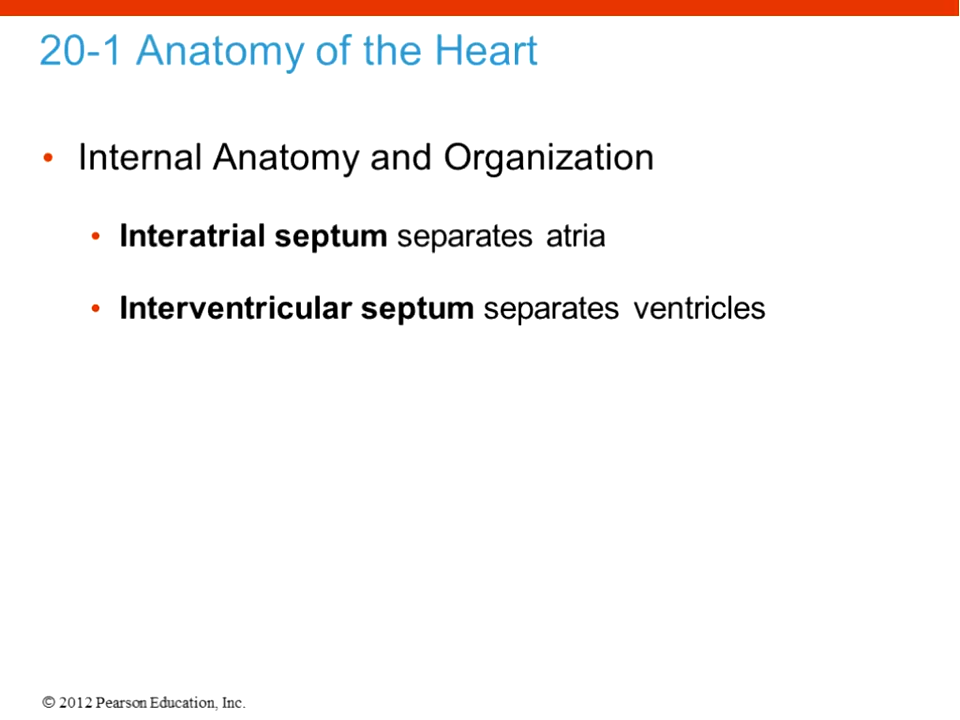 20-1 Anatomy of the Heart
• Internal Anatomy and Organization
• Interatrial septum separates atria
• Interventricular septum separates ventricles
© 2012 Pearson Education, Inc.